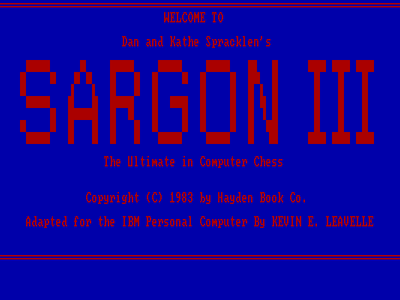 WELCOME TO
Dan and Kathe Spracklen's
SARGON III
The Ultimate in Computer Chess
Copyright (C) 1983 by Hayden Book Co.
Adapted for the IBM Personal Computer By KEVIN E. LEAVELLE